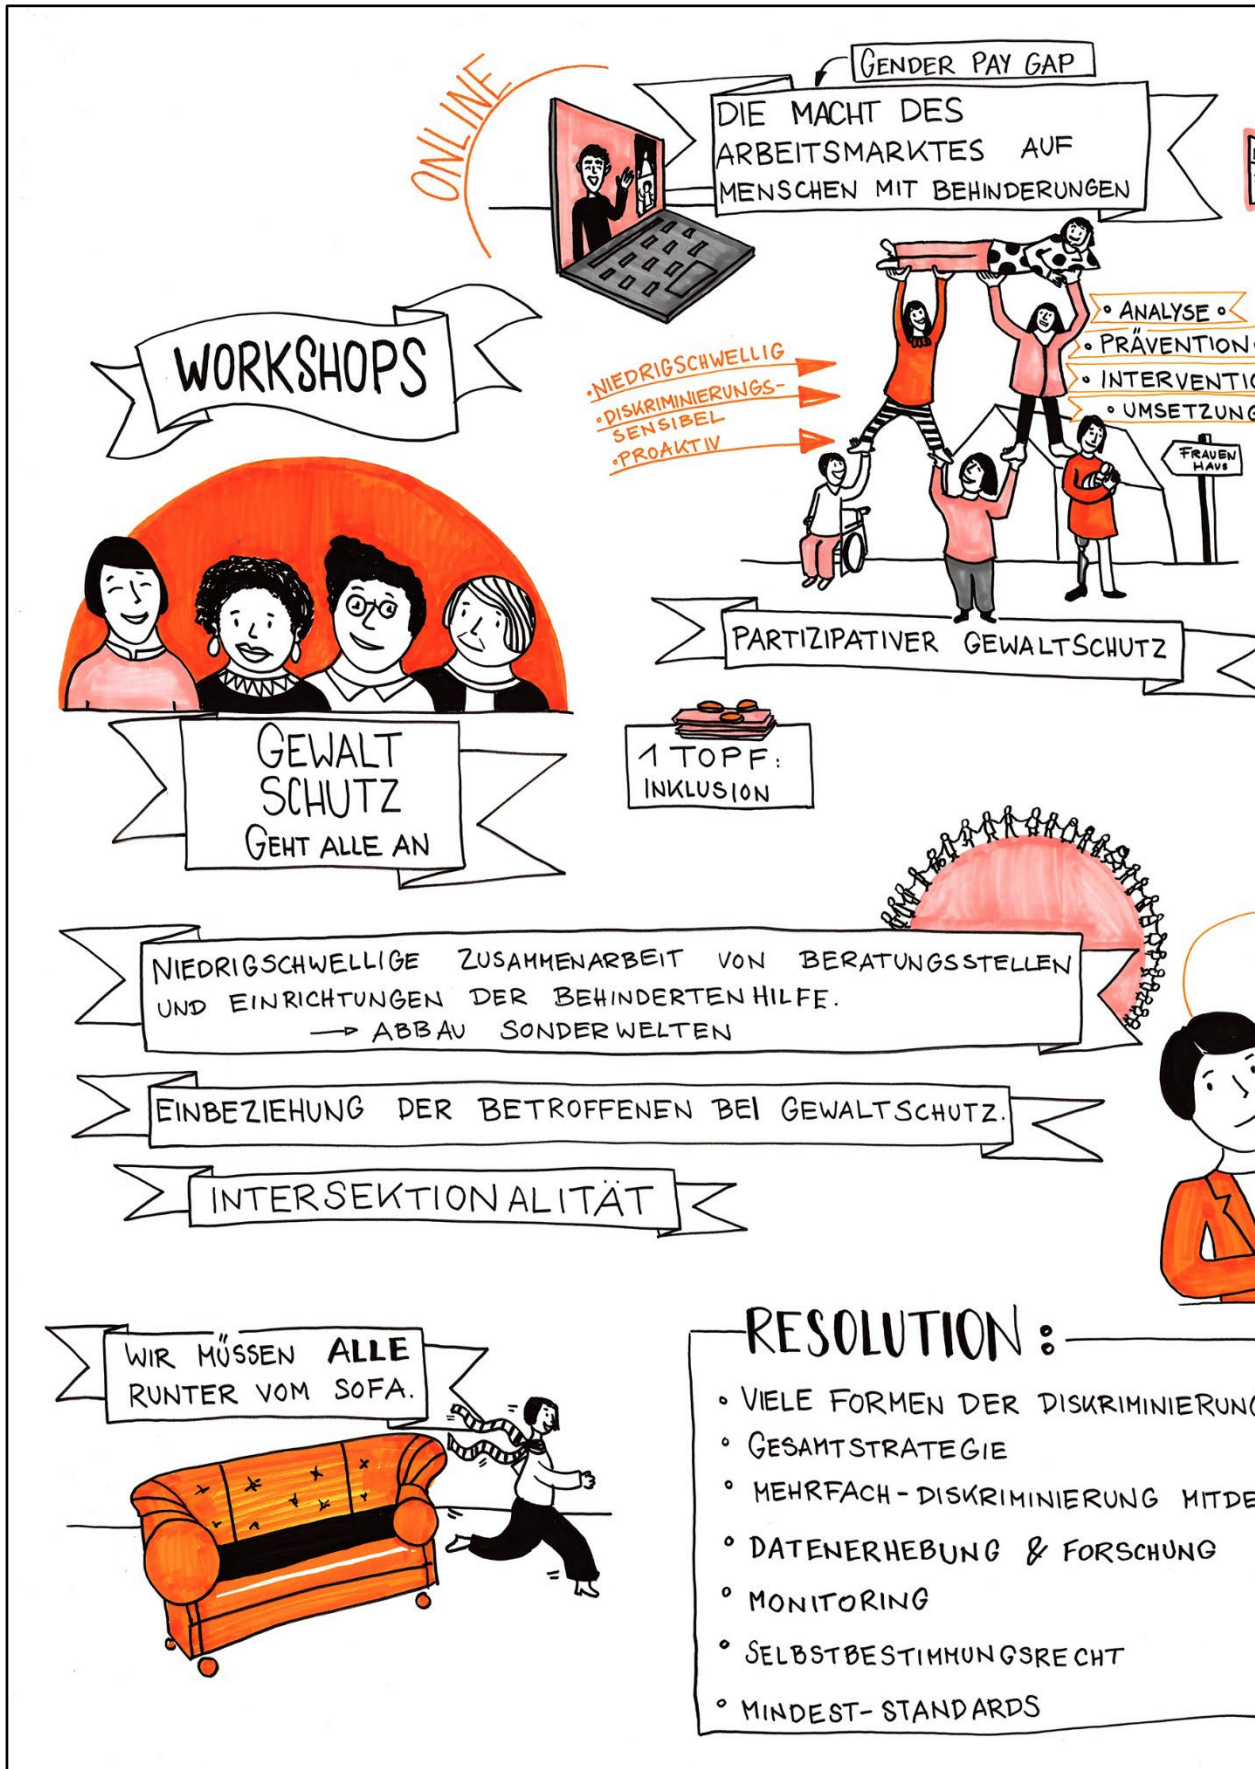 ONLINE
GENDER PAY GAP
DIE MACHT DES
ARBEITSMARKTES AUF
MENSCHEN MIT BEHINDERUNGEN
WORKSHOPS
• NIEDRIGSCHWELLIG
• DISKRIMINIERUNGS-
SENSIBEL
• PROAKTIV
• ANALYSE •
• PRÄVENTION •
• INTERVENTIO
• UMSETZUNG
FRAUEN
HAUS
PARTIZIPATIVER GEWALTSCHUTZ
GEWALT
SCHUTZ
GEHT ALLE AN
1 TOPF:
INKLUSION
NIEDRIGSCHWELLIGE ZUSAMMENARBEIT VON BERATUNGSSTELLEN
UND EINRICHTUNGEN DER BEHINDERTENHILFE.
→ ABBAU SONDERWELTEN
EINBEZIEHUNG DER BETROFFENEN BEI GEWALTSCHUTZ.
INTERSEKTIONALITÄT
WIR MÜSSEN ALLE
RUNTER VOM SOFA.
RESOLUTION:
• VIELE FORMEN DER DISKRIMINIERUNG
• GESAMTSTRATEGIE
• MEHRFACH-DISKRIMINIERUNG MITDE
• DATENERHEBUNG & FORSCHUNG
• MONITORING
• SELBSTBESTIMMUNGSRECHT
• MINDEST-STANDARDS